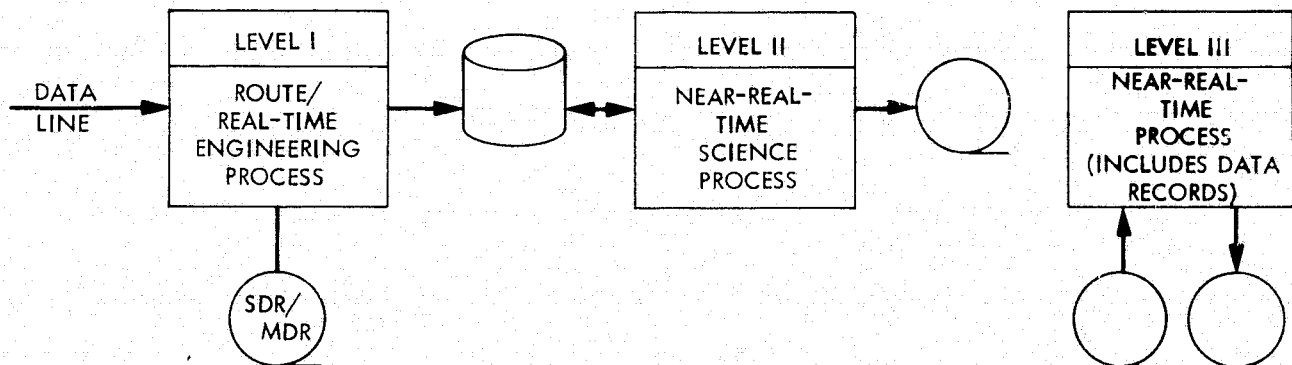 DATA
LINE
LEVEL I
ROUTE/
REAL-TIME
ENGINEERING
PROCESS
SDR/
MDR
LEVEL II
NEAR-REAL-
TIME
SCIENCE
PROCESS
LEVEL III
NEAR-REAL-
TIME
PROCESS
(INCLUDES DATA
RECORDS)